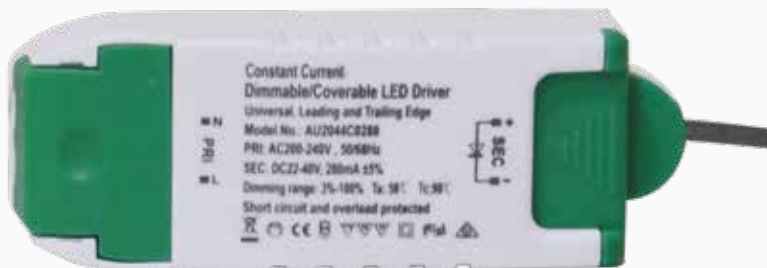 Constant Current
Dimmable/Coverable LED Driver
Universal, Leading and Trailing Edge
Model No.: AU2044C0280
PRI: AC200-240V , 50/60Hz
SEC: DC22-40V, 280mA ±5%
Dimming range: 3%-100% Ta: 50℃ Tc:90℃
Short circuit and overload protected
CE
N
PRI
L
+
SEC
-